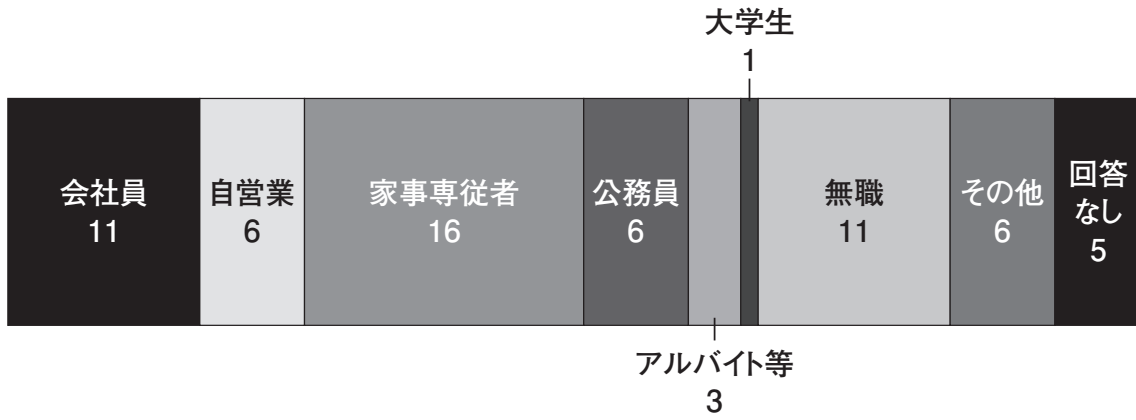 大学生
1
会社員
11
自営業
6
家事専従者
16
公務員
6
無職
11
その他
6
回答
なし
5
アルバイト等
3